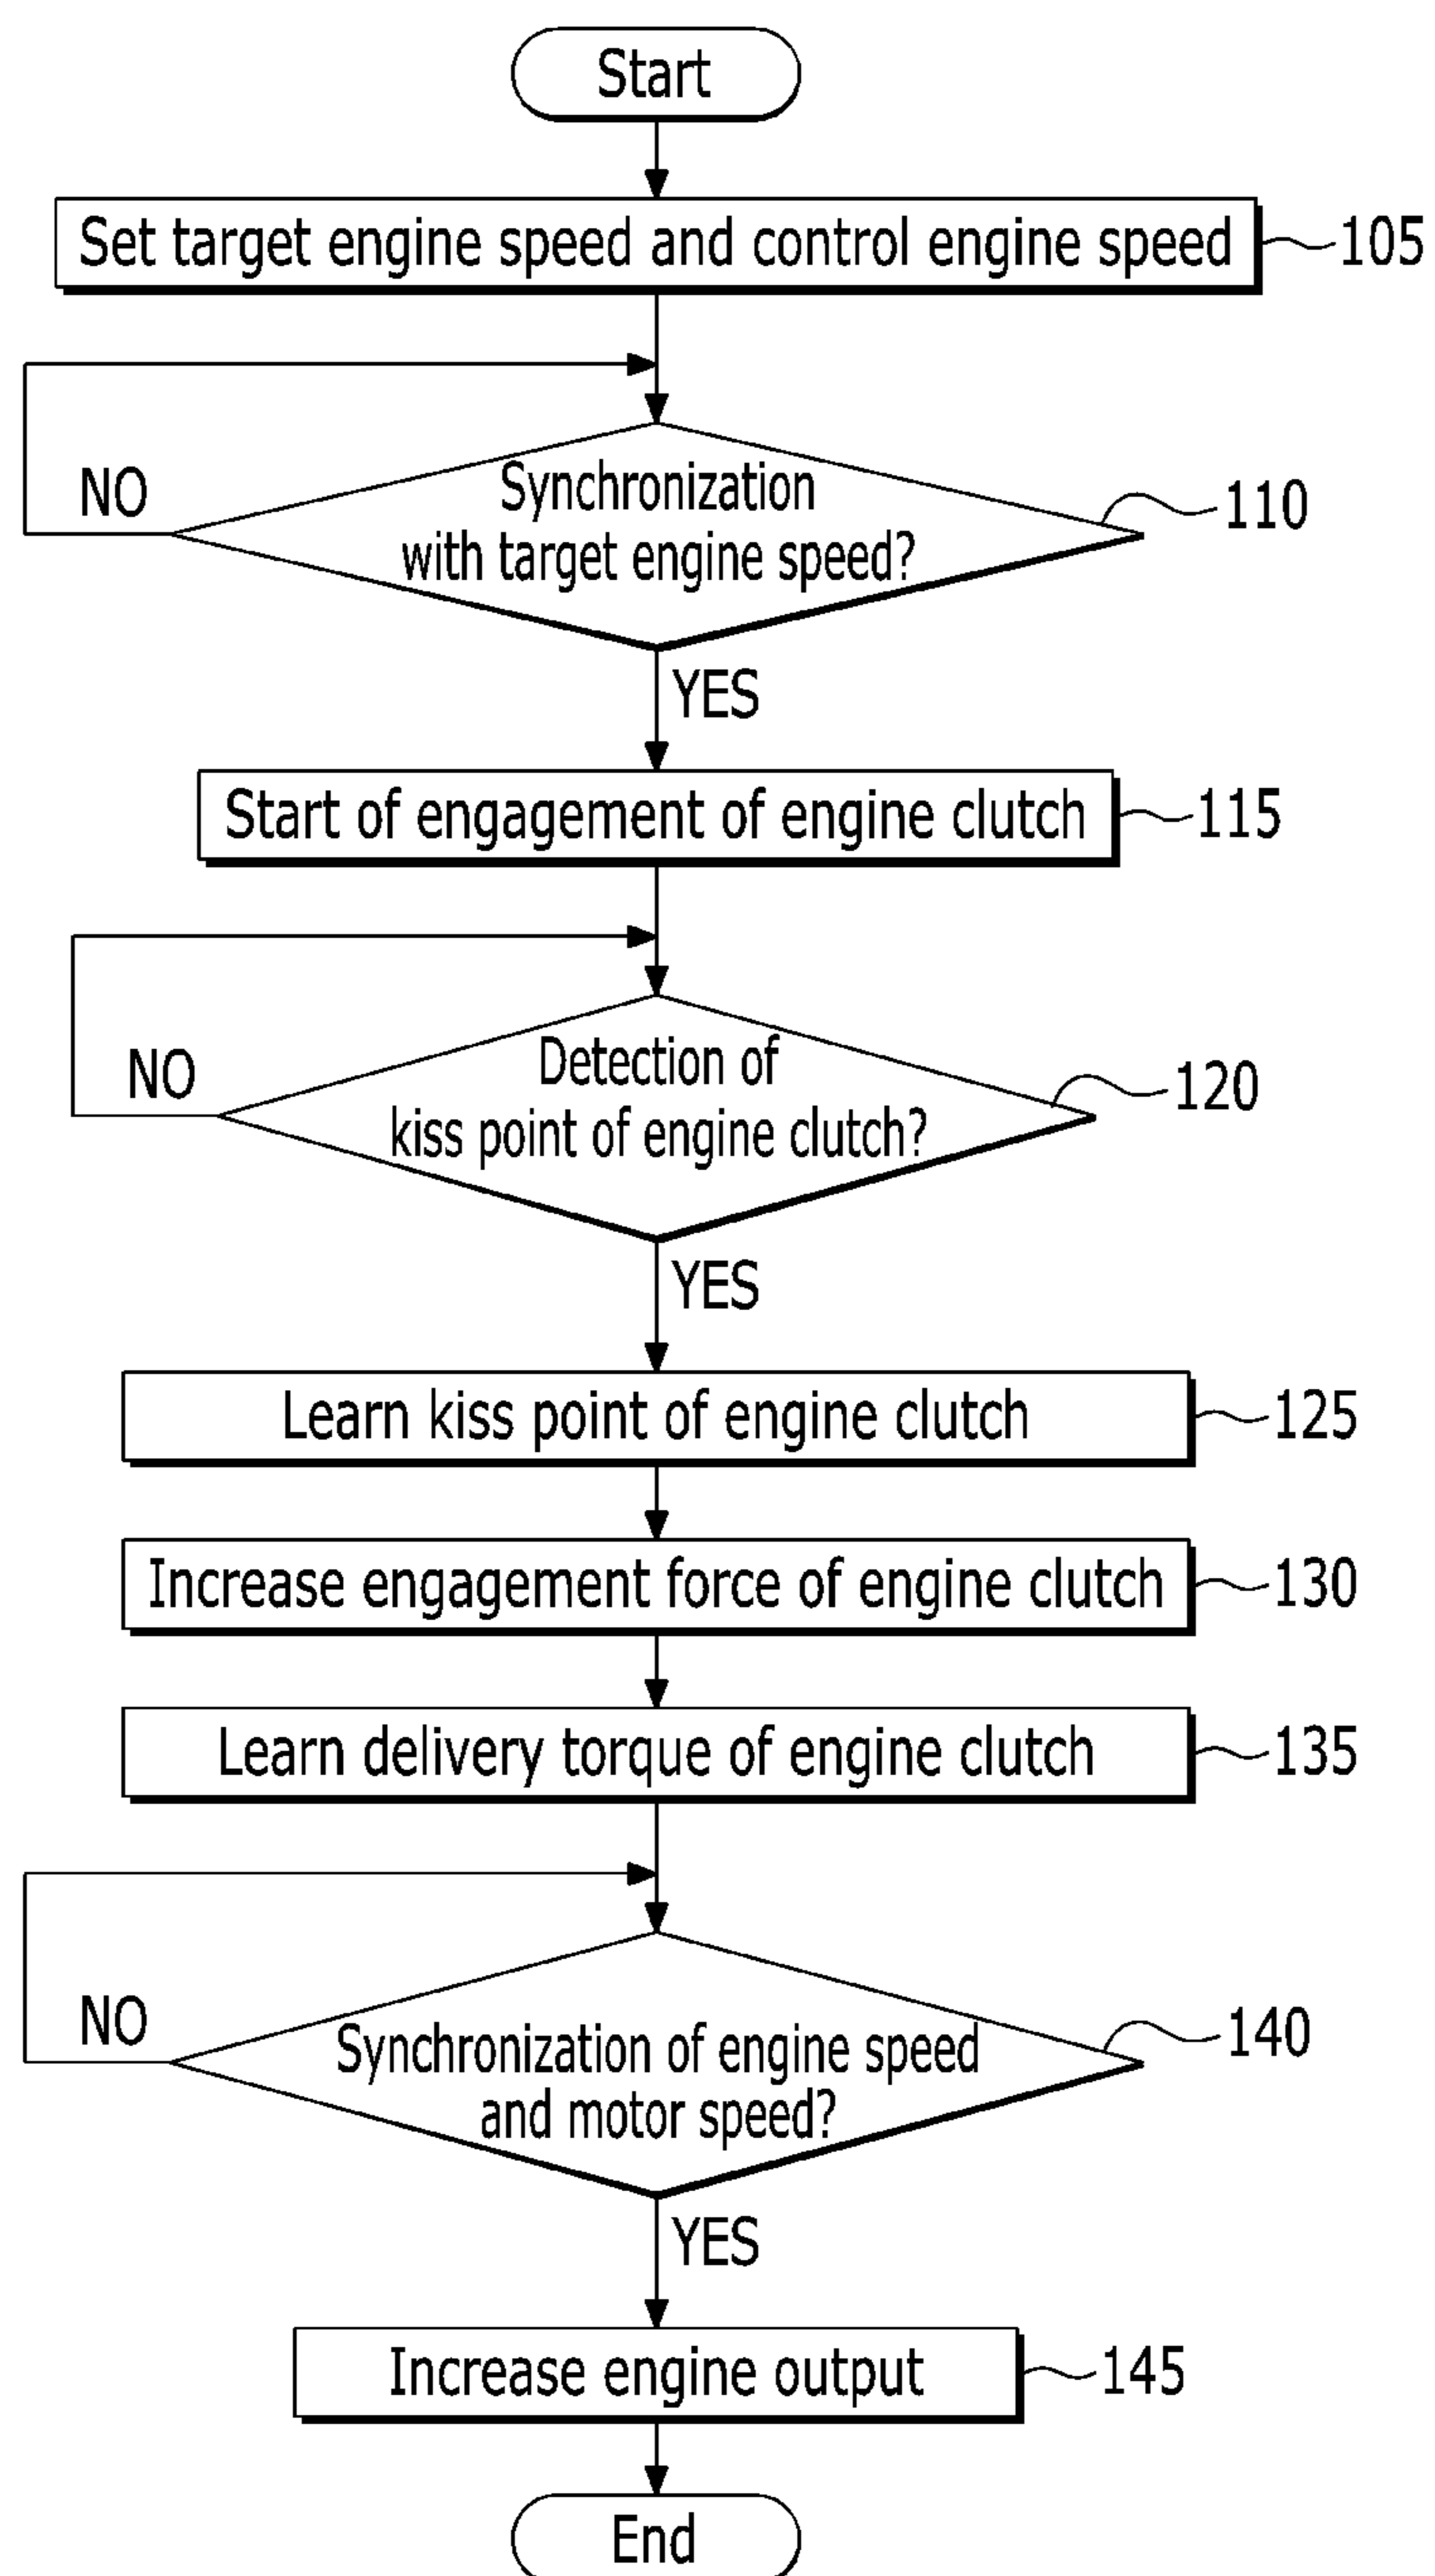 Start
Set target engine speed and control engine speed
105
Synchronization
with target engine speed?
110
NO
YES
Start of engagement of engine clutch
115
Detection of
kiss point of engine clutch?
120
NO
YES
Learn kiss point of engine clutch
125
Increase engagement force of engine clutch
130
Learn delivery torque of engine clutch
135
Synchronization of engine speed
and motor speed?
140
NO
YES
Increase engine output
145
End